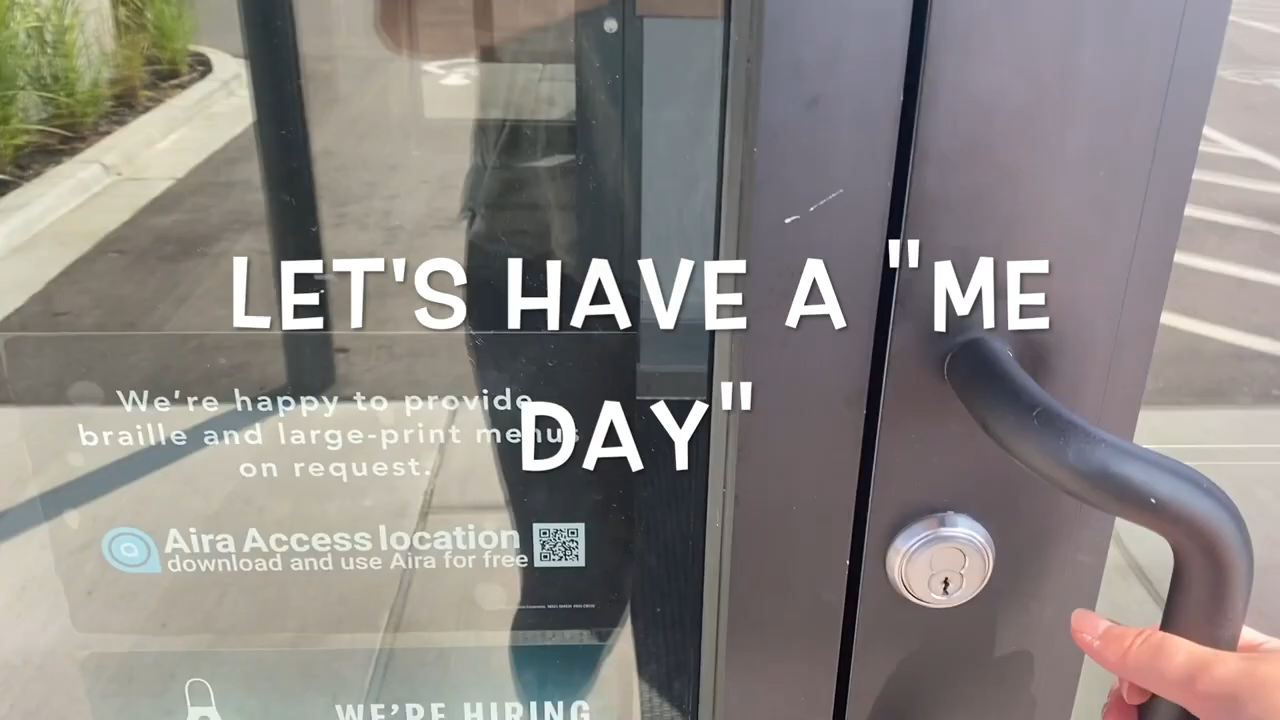 LET'S HAVE A "ME
DAY"
We're happy to provide
braille and large-print menus
on request.
Aira Access location
download and use Aira for free
WE'RE HIRING